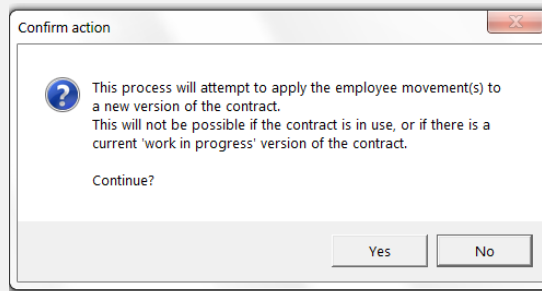 Confirm action
This process will attempt to apply the employee movement(s) to
a new version of the contract.
This will not be possible if the contract is in use, or if there is a
current 'work in progress' version of the contract.
Continue?
Yes
No